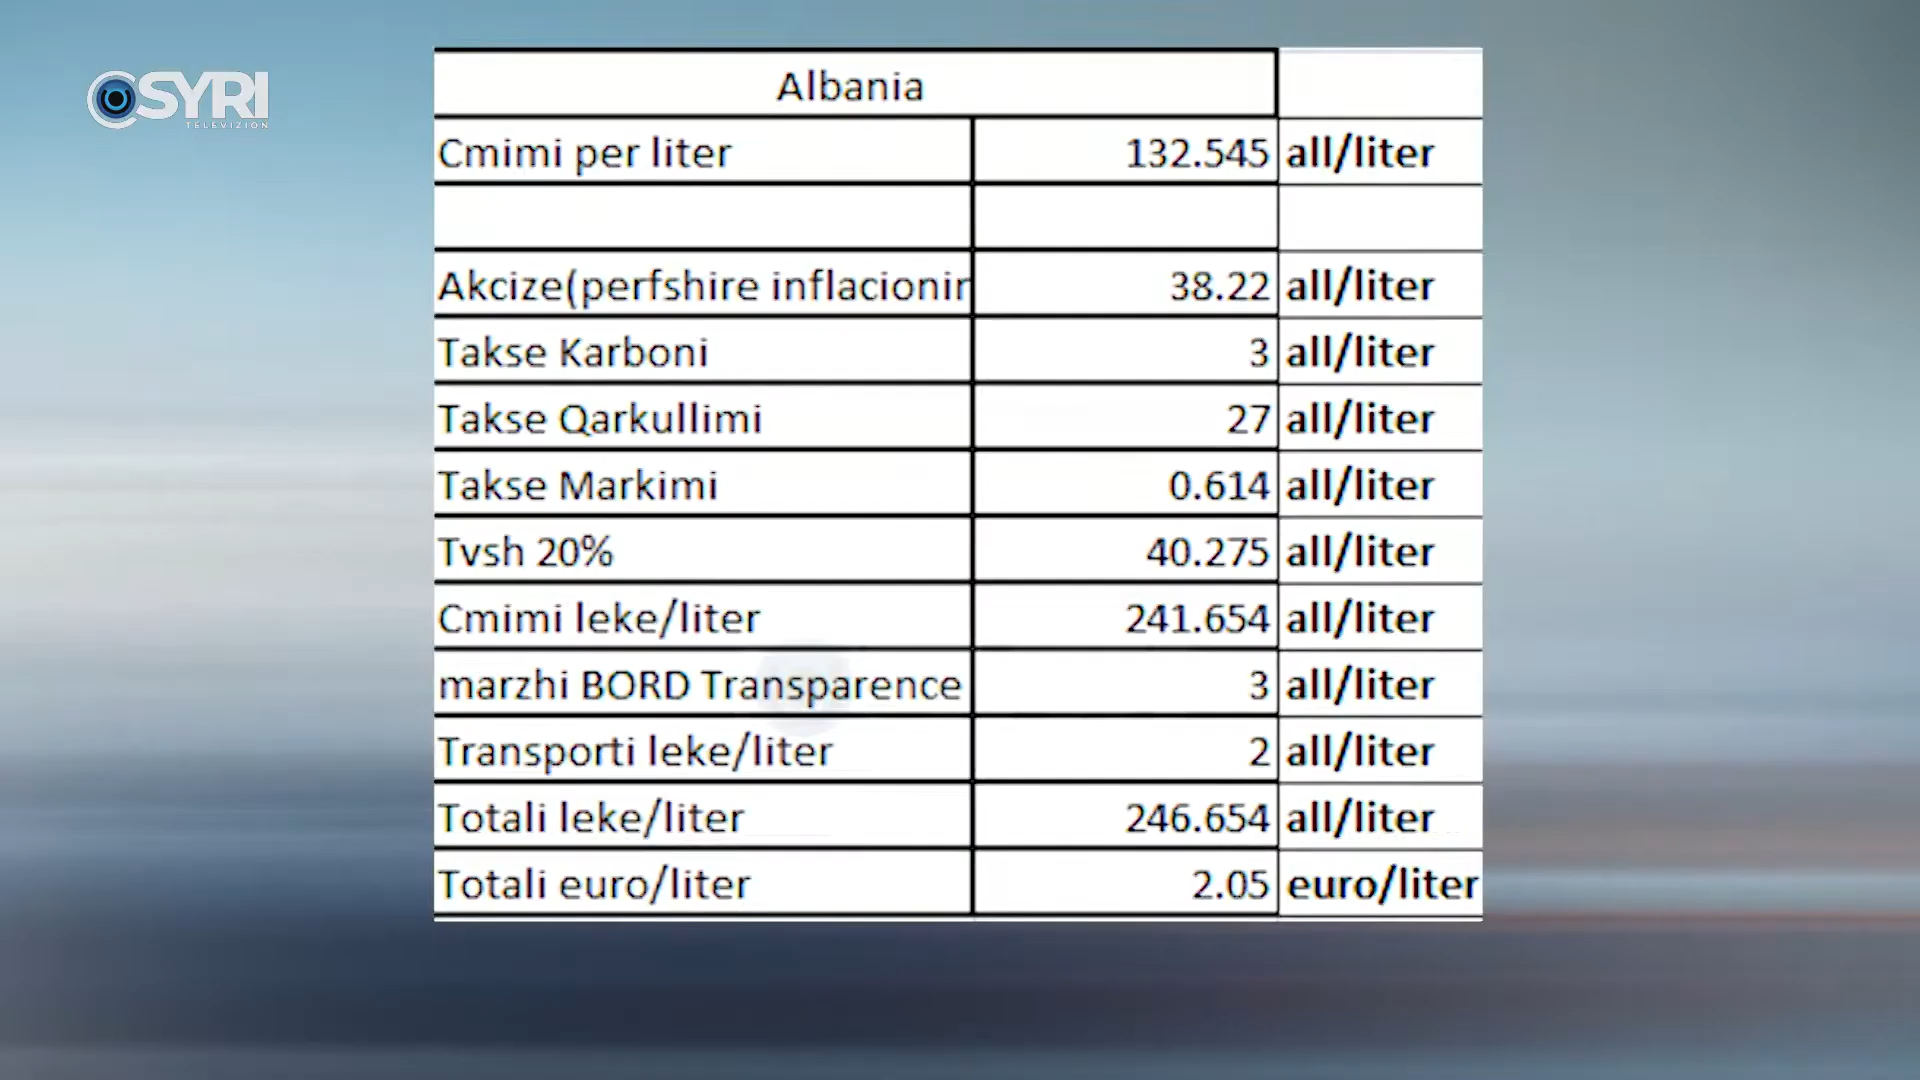 SYRI
TELEVIZION
Albania
Cmimi per liter 132.545 all/liter
Akcize(perfshire inflacionin 38.22 all/liter
Takse Karboni 3 all/liter
Takse Qarkullimi 27 all/liter
Takse Markimi 0.614 all/liter
Tvsh 20% 40.275 all/liter
Cmimi leke/liter 241.654 all/liter
marzhi BORD Transparence 3 all/liter
Transporti leke/liter 2 all/liter
Totali leke/liter 246.654 all/liter
Totali euro/liter 2.05 euro/liter